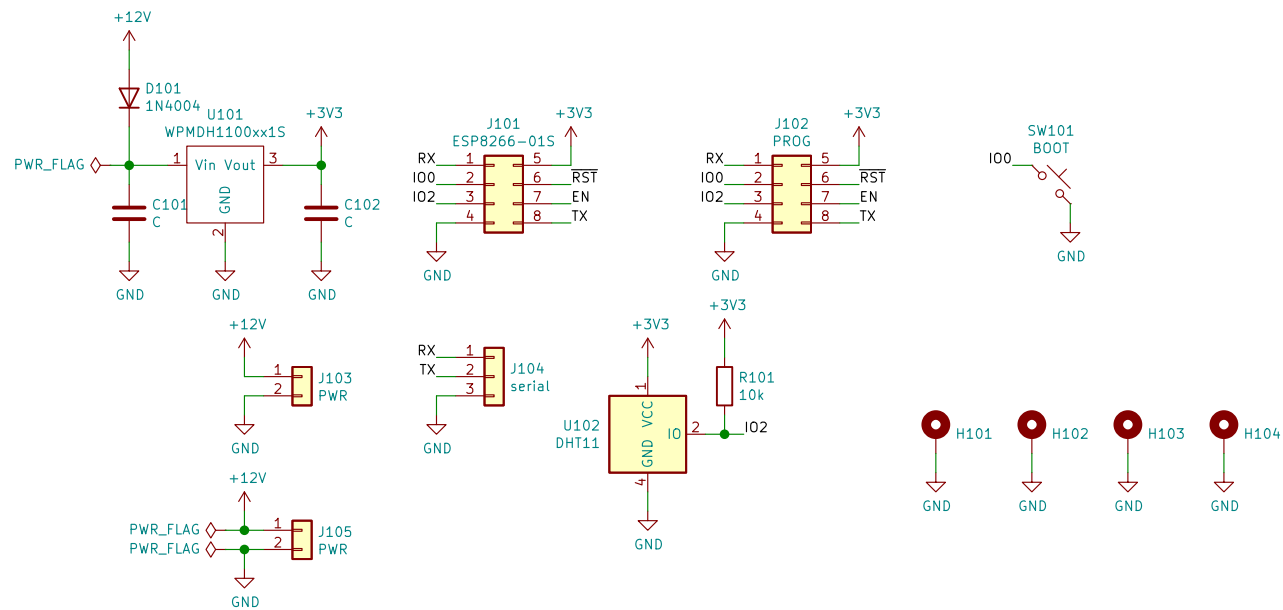 +12V
D101
1N4004
U101
WPMDH1100xx1S
+3V3
PWR_FLAG
1
Vin
Vout
3
GND
2
C101
C
C102
C
GND
GND
GND
J101
ESP8266-01S
+3V3
RX
1
5
IO0
2
6
RST
IO2
3
7
EN
4
8
TX
GND
J102
PROG
+3V3
RX
1
5
IO0
2
6
RST
IO2
3
7
EN
4
8
TX
GND
SW101
BOOT
IO0
GND
+12V
1
2
J103
PWR
GND
RX
1
TX
2
3
J104
serial
GND
+3V3
+3V3
R101
10k
1
VCC
U102
DHT11
IO
2
IO2
GND
4
GND
H101
GND
H102
GND
H103
GND
H104
GND
+12V
PWR_FLAG
1
PWR_FLAG
2
J105
PWR
GND